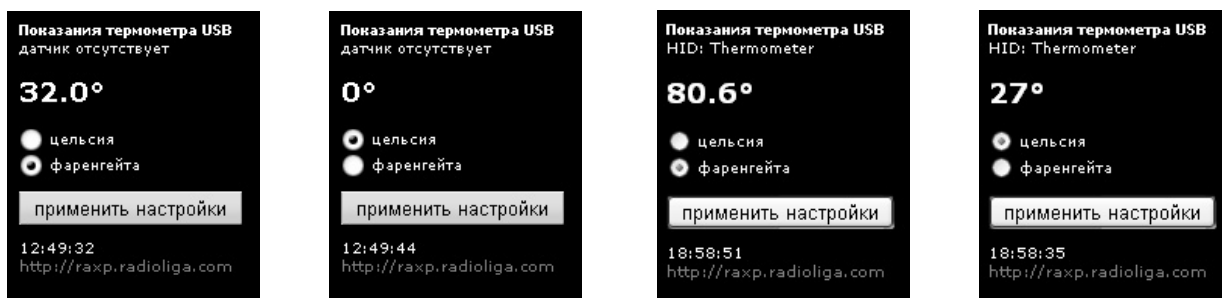 Показания термометра USB
датчик отсутствует
32.0°
цельсия
фаренгейта
применить настройки
12:49:32
http://raxp.radioliga.com
Показания термометра USB
датчик отсутствует
0°
цельсия
фаренгейта
применить настройки
12:49:44
http://raxp.radioliga.com
Показания термометра USB
HID: Thermometer
80.6°
цельсия
фаренгейта
применить настройки
18:58:51
http://raxp.radioliga.com
Показания термометра USB
HID: Thermometer
27°
цельсия
фаренгейта
применить настройки
18:58:35
http://raxp.radioliga.com